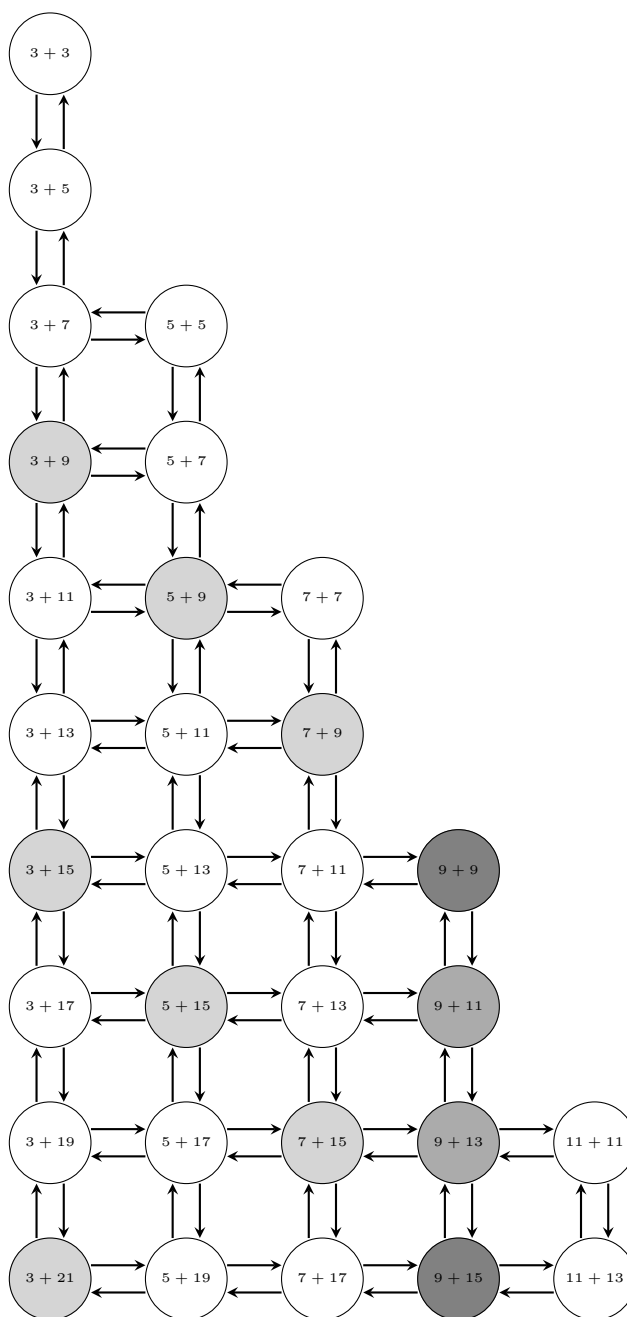 3 + 3
3 + 5
3 + 7 5 + 5
3 + 9 5 + 7
3 + 11 5 + 9 7 + 7
3 + 13 5 + 11 7 + 9
3 + 15 5 + 13 7 + 11 9 + 9
3 + 17 5 + 15 7 + 13 9 + 11
3 + 19 5 + 17 7 + 15 9 + 13 11 + 11
3 + 21 5 + 19 7 + 17 9 + 15 11 + 13